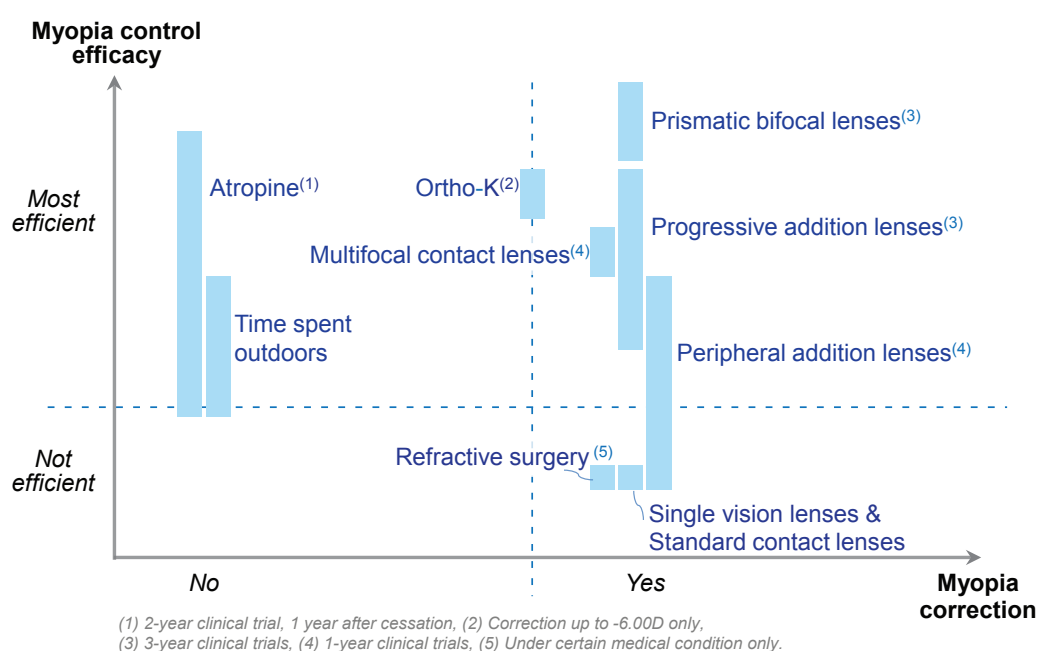 Myopia control
efficacy
Prismatic bifocal lenses(3)
Most
efficient
Atropine(1)
Ortho-K(2)
Progressive addition lenses(3)
Multifocal contact lenses(4)
Time spent
outdoors
Peripheral addition lenses(4)
Not
efficient
Refractive surgery(5)
Single vision lenses &
Standard contact lenses
No
Yes
Myopia
correction
(1) 2-year clinical trial, 1 year after cessation, (2) Correction up to -6.00D only,
(3) 3-year clinical trials, (4) 1-year clinical trials, (5) Under certain medical condition only.